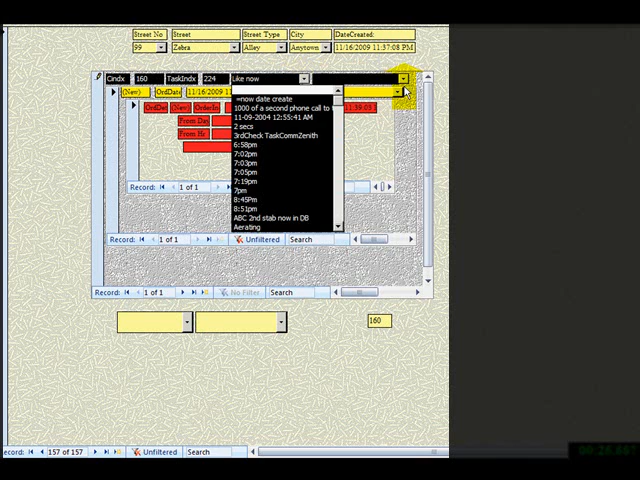 Street No Street Street Type City DateCreated:
99 Zebra Alley Anytown 11/16/2009 11:37:08 PM
Cindx 160 TaskIndx 224 Like now
(New) OrdDate 11/16/2009 11
=now date create
1000 of a second phone call to
OrdDet (New) OrderIn 11:39:03
11-09-2004 12:55:41 AM
From Day
2 secs
From Hr
3rdCheck TaskCommZenith
6:58pm
7:02pm
7:03pm
7:05pm
7:19pm
Record: 1 of 1
7pm
8:45Pm
8:51pm
ABC 2nd stab now in DB
Aerating
Record: 1 of 1 Unfiltered Search
Record: 1 of 1 No Filter Search
160
Record: 157 of 157 Unfiltered Search